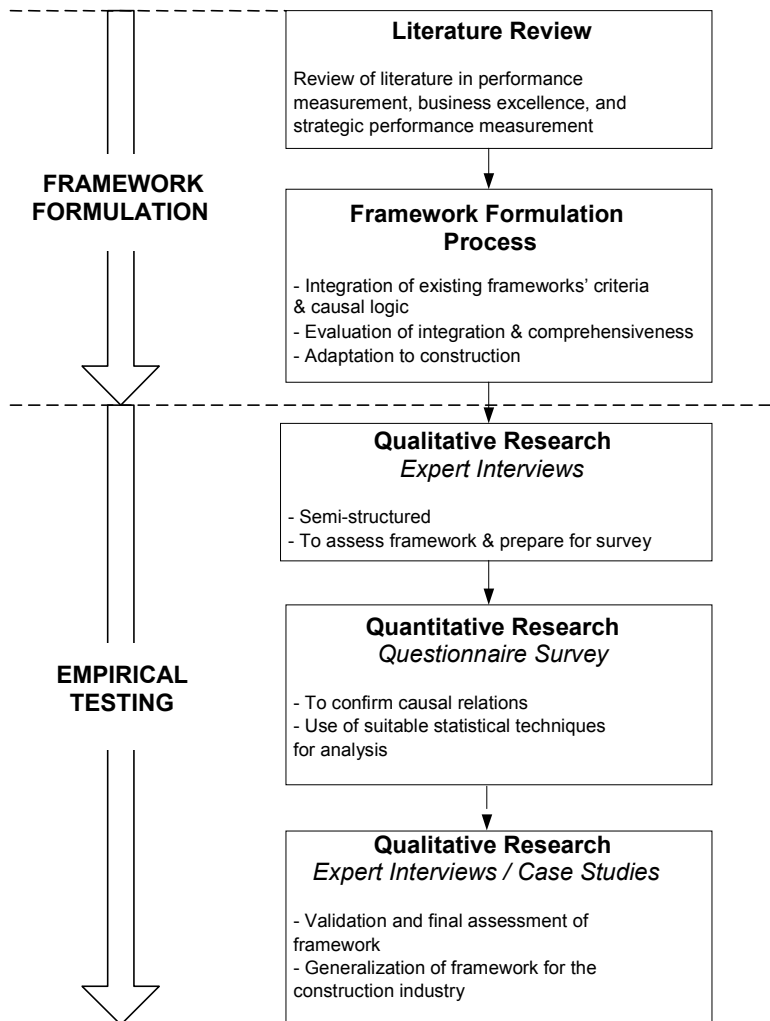 Literature Review
Review of literature in performance
measurement, business excellence, and
strategic performance measurement
FRAMEWORK
FORMULATION
Framework Formulation
Process
- Integration of existing frameworks’ criteria
& causal logic
- Evaluation of integration & comprehensiveness
- Adaptation to construction
Qualitative Research
Expert Interviews
- Semi-structured
- To assess framework & prepare for survey
EMPIRICAL
TESTING
Quantitative Research
Questionnaire Survey
- To confirm causal relations
- Use of suitable statistical techniques
for analysis
Qualitative Research
Expert Interviews / Case Studies
- Validation and final assessment of
framework
- Generalization of framework for the
construction industry